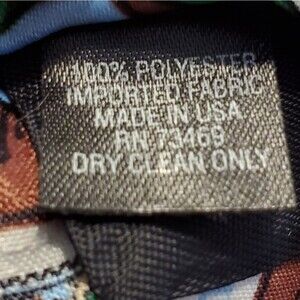 100% POLYESTER
IMPORTED FABRIC
MADE IN USA
RN 73469
DRY CLEAN ONLY